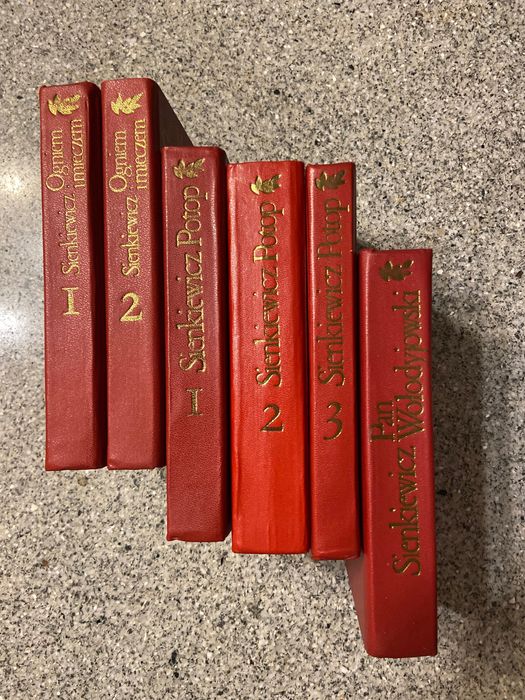 1 Sienkiewicz Ogniem
i mieczem
2 Sienkiewicz Ogniem
i mieczem
1 Sienkiewicz Potop
2 Sienkiewicz Potop
3 Sienkiewicz Potop
Sienkiewicz Pan
Wołodyjowski